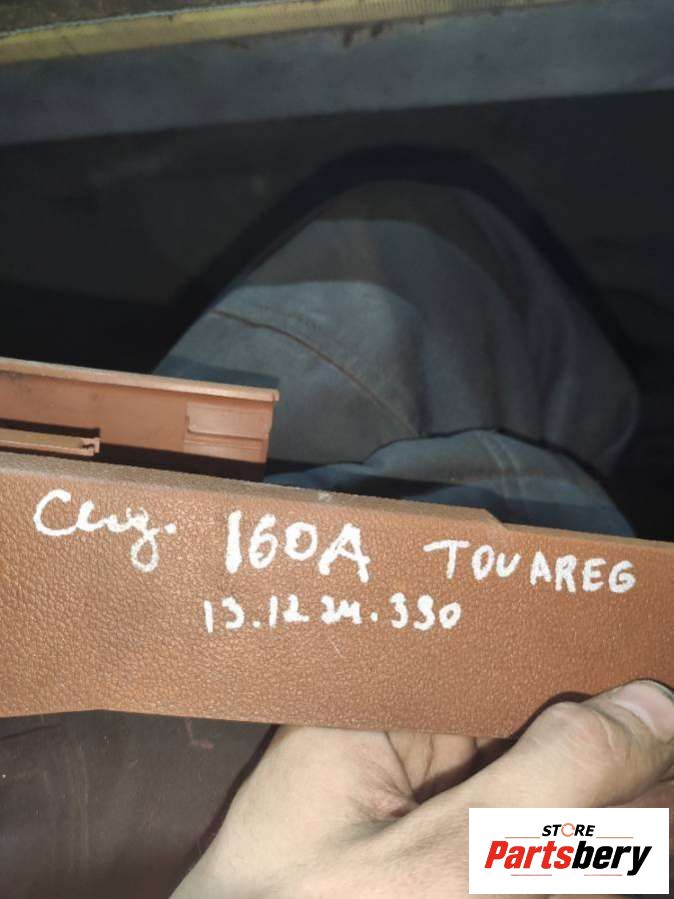 Сид. 160A TOUAREG
13.12 24.330
STORE
Partsbery